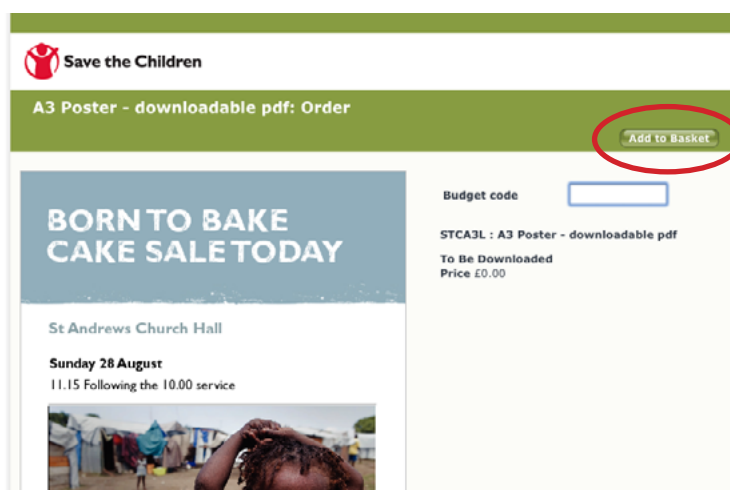 Save the Children
A3 Poster - downloadable pdf: Order
Add to Basket
BORN TO BAKE
CAKE SALE TODAY
St Andrews Church Hall
Sunday 28 August
11.15 Following the 10.00 service
Budget code
STCA3L : A3 Poster - downloadable pdf
To Be Downloaded
Price £0.00